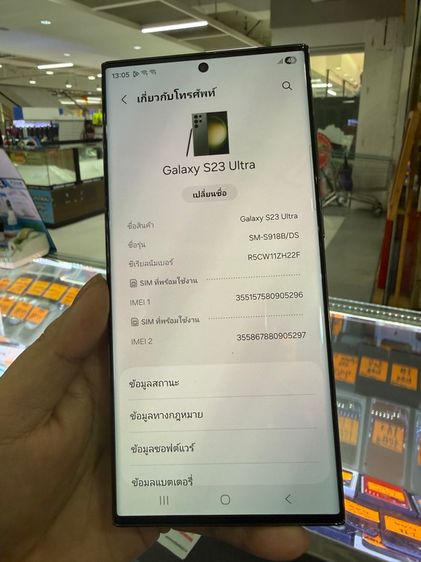 13:05
เกี่ยวกับโทรศัพท์
Galaxy S23 Ultra
เปลี่ยนชื่อ
ชื่อสินค้า Galaxy S23 Ultra
ชื่อรุ่น SM-S918B/DS
ซีเรียลนัมเบอร์ R5CW11ZH22F
SIM ที่พร้อมใช้งาน
IMEI 1 355157580905296
SIM ที่พร้อมใช้งาน
IMEI 2 355867880905297
ข้อมูลสถานะ
ข้อมูลทางกฎหมาย
ข้อมูลซอฟต์แวร์
ข้อมูลแบตเตอรี่